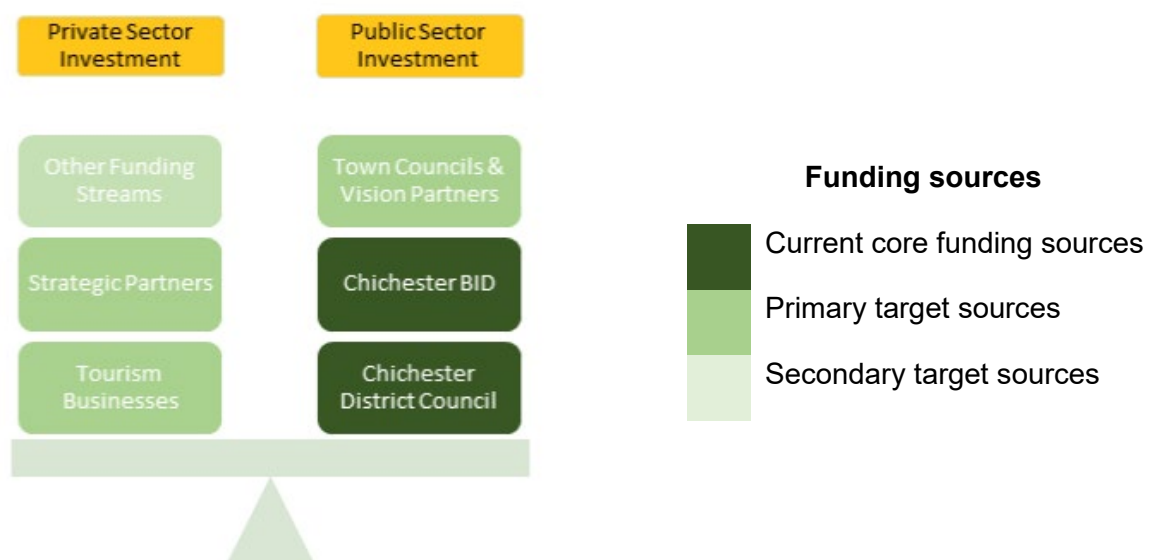 Private Sector
Investment
Public Sector
Investment
Other Funding
Streams
Town Councils &
Vision Partners
Strategic Partners
Chichester BID
Tourism
Businesses
Chichester
District Council
Funding sources
Current core funding sources
Primary target sources
Secondary target sources